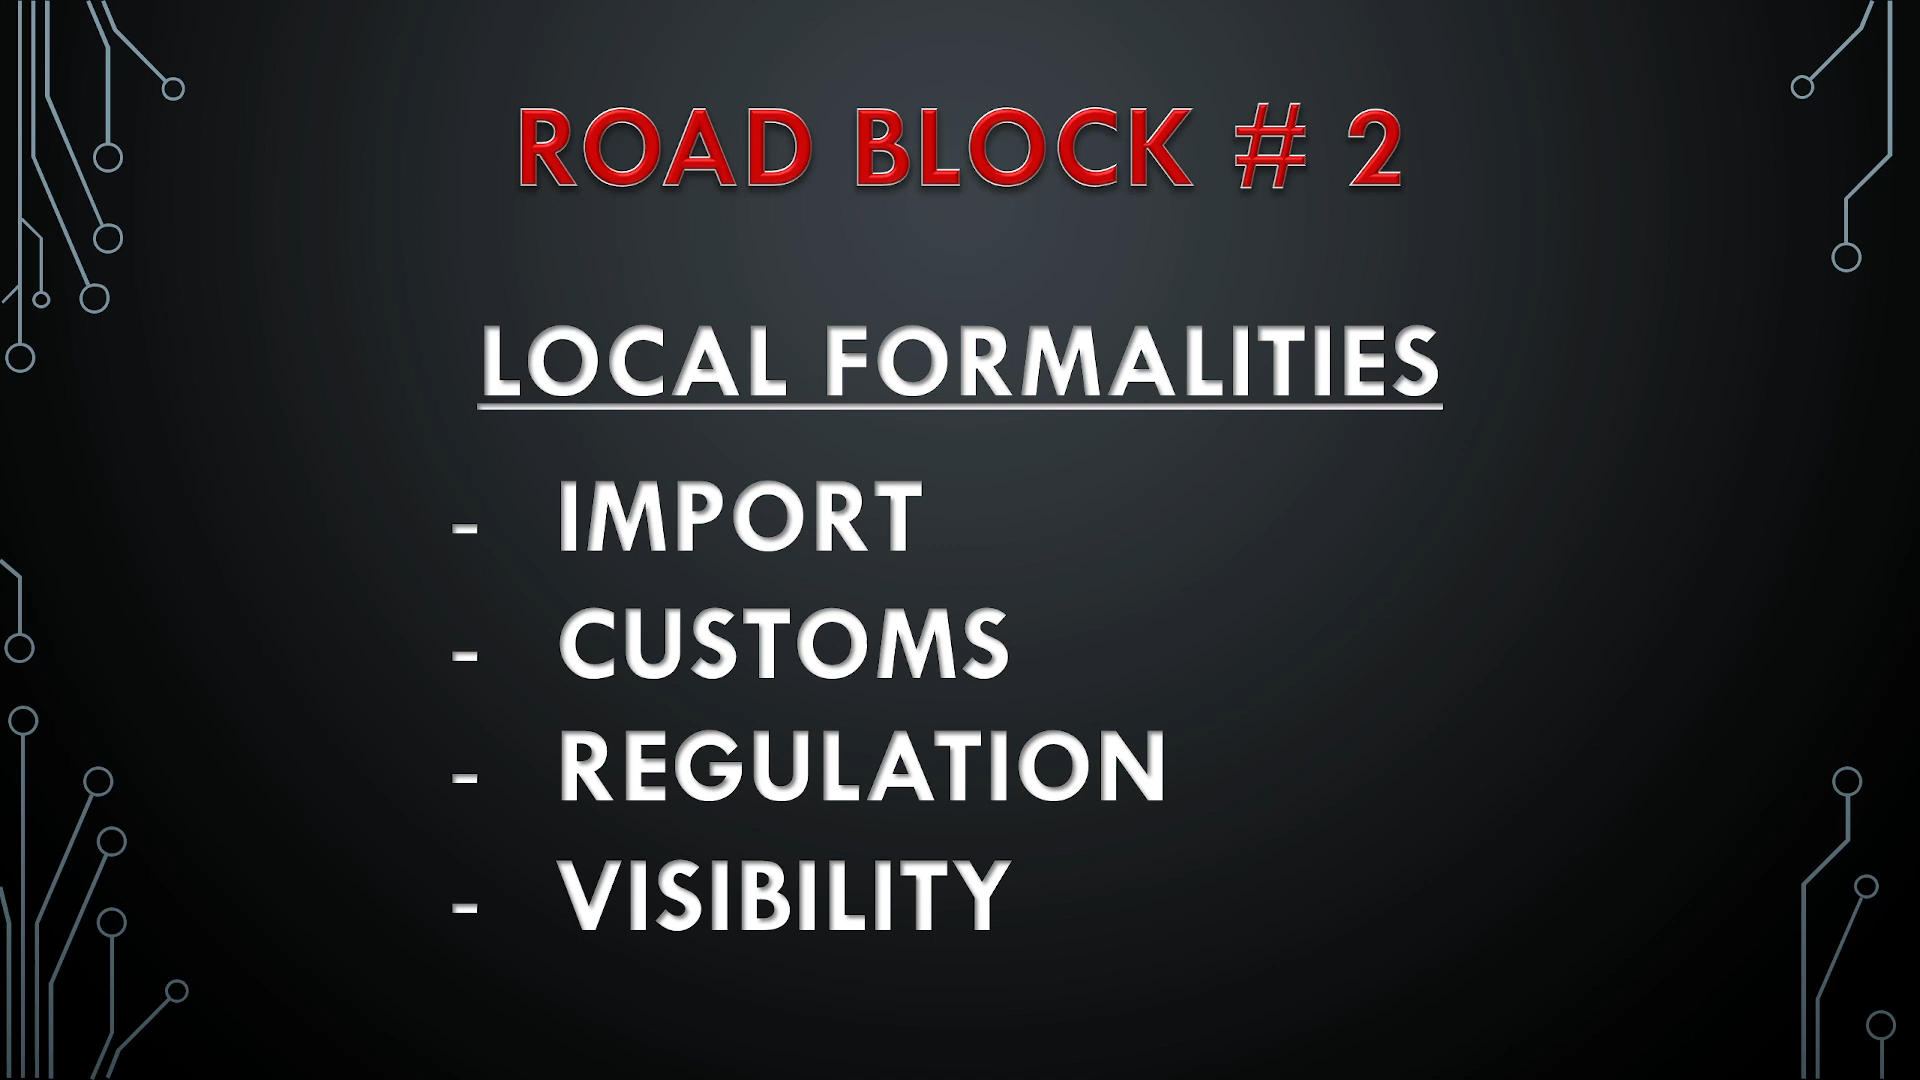 ROAD BLOCK # 2
LOCAL FORMALITIES
- IMPORT
- CUSTOMS
- REGULATION
- VISIBILITY